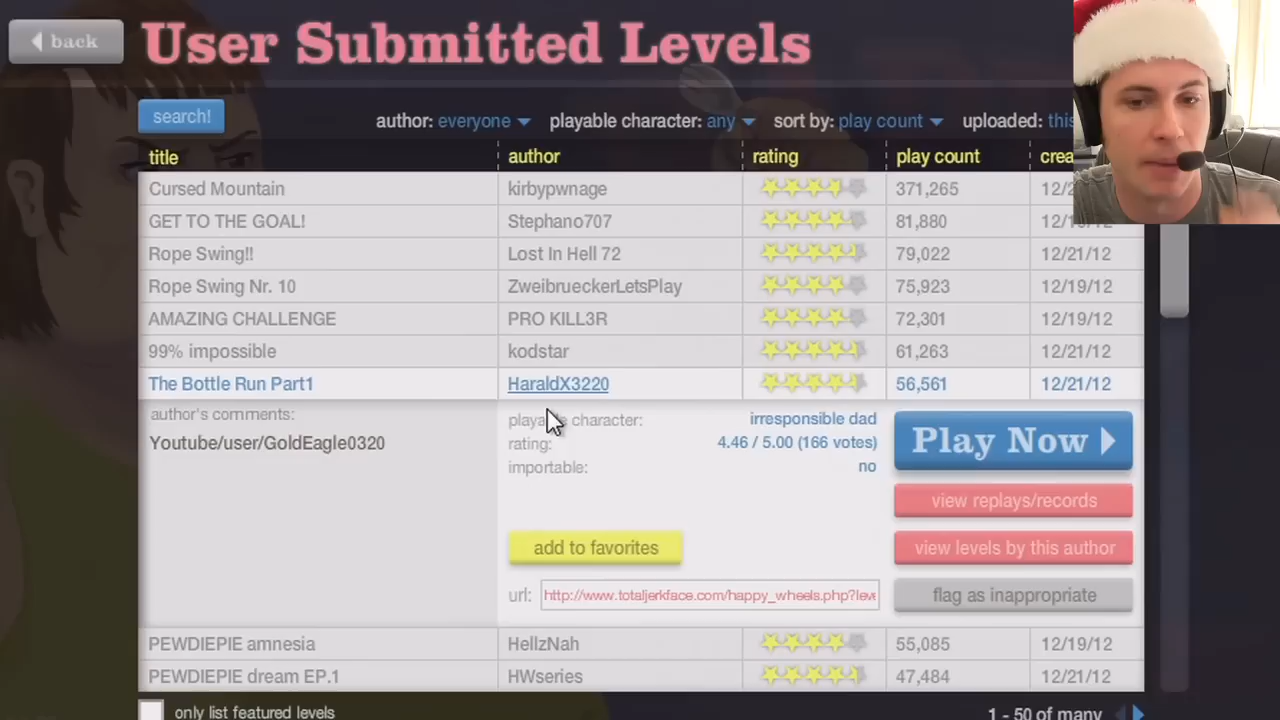 back
User Submitted Levels
search!
author: everyone playable character: any sort by: play count uploaded: this
title author rating play count crea
Cursed Mountain kirbypwnage 371,265
GET TO THE GOAL! Stephano707 81,880
Rope Swing!! Lost In Hell 72 79,022 12/21/12
Rope Swing Nr. 10 ZweibrueckerLetsPlay 75,923 12/19/12
AMAZING CHALLENGE PRO KILL3R 72,301 12/19/12
99% impossible kodstar 61,263 12/21/12
The Bottle Run Part1 HaraldX3220 56,561 12/21/12
author's comments:
Youtube/user/GoldEagle0320
playable character: irresponsible dad
rating: 4.46 / 5.00 (166 votes)
importable: no
add to favorites
url: http://www.totaljerkface.com/happy_wheels.php?leve
Play Now
view replays/records
view levels by this author
flag as inappropriate
PEWDIEPIE amnesia HellzNah 55,085 12/19/12
PEWDIEPIE dream EP.1 HWseries 47,484 12/21/12
only list featured levels
1 - 50 of many